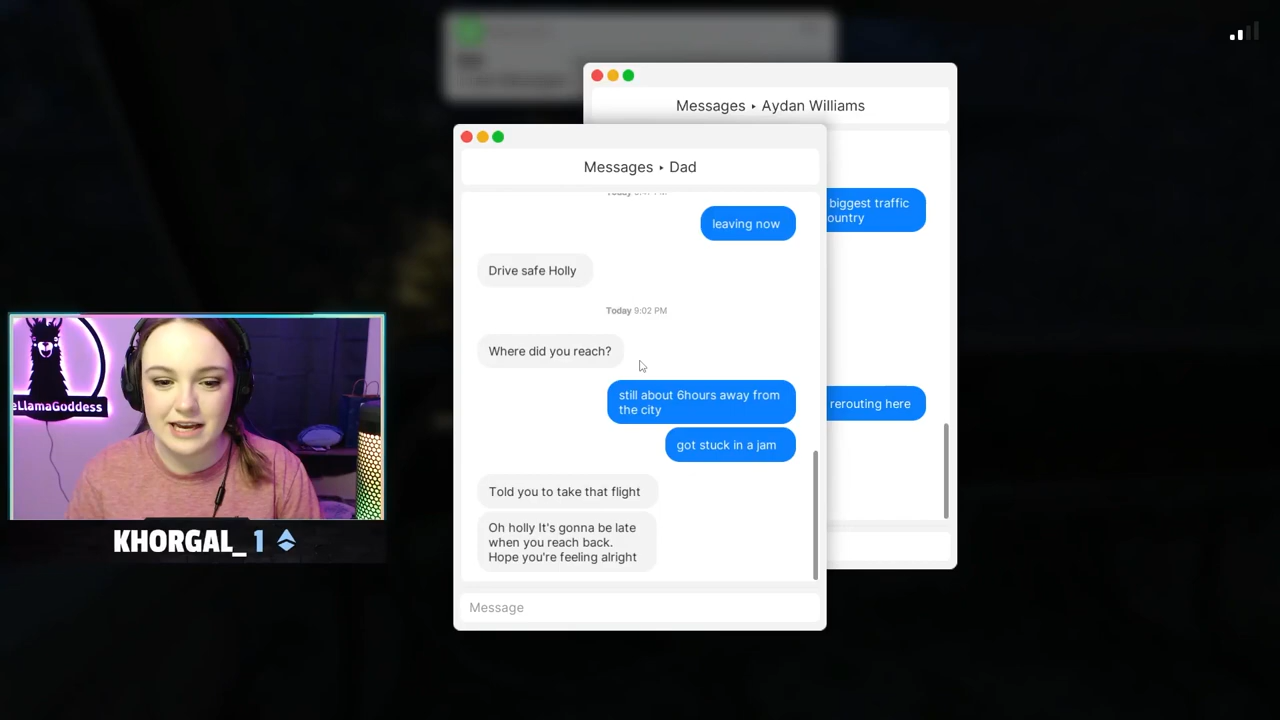 Messages ▸ Aydan Williams
biggest traffic
ountry
rerouting here
Messages ▸ Dad
leaving now
Drive safe Holly
Today 9:02 PM
Where did you reach?
still about 6hours away from
the city
got stuck in a jam
Told you to take that flight
Oh holly It's gonna be late
when you reach back.
Hope you're feeling alright
Message
eLlamaGoddess
KHORGAL_ 1